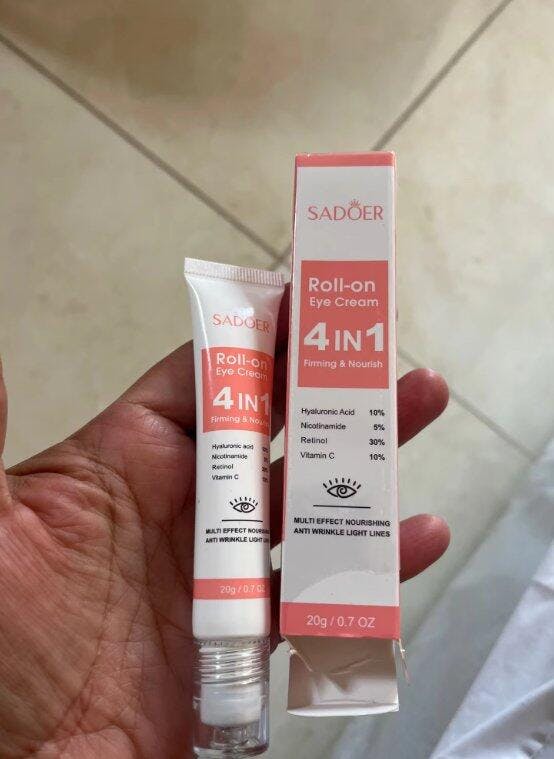 SADOER
Roll-on
Eye Cream
4 IN 1
Firming & Nourish
Hyaluronic Acid 10%
Nicotinamide 5%
Retinol 30%
Vitamin C 10%
MULTI EFFECT NOURISHING
ANTI WRINKLE LIGHT LINES
20g / 0.7 OZ
SADOER
Roll-on
Eye Cream
4 IN 1
Firming &
Hyaluronic acid
Nicotinamide
Retinol
Vitamin C
MULTI EFFECT
ANTI WRINKLE LIGHT LINES
20g / 0.7 OZ